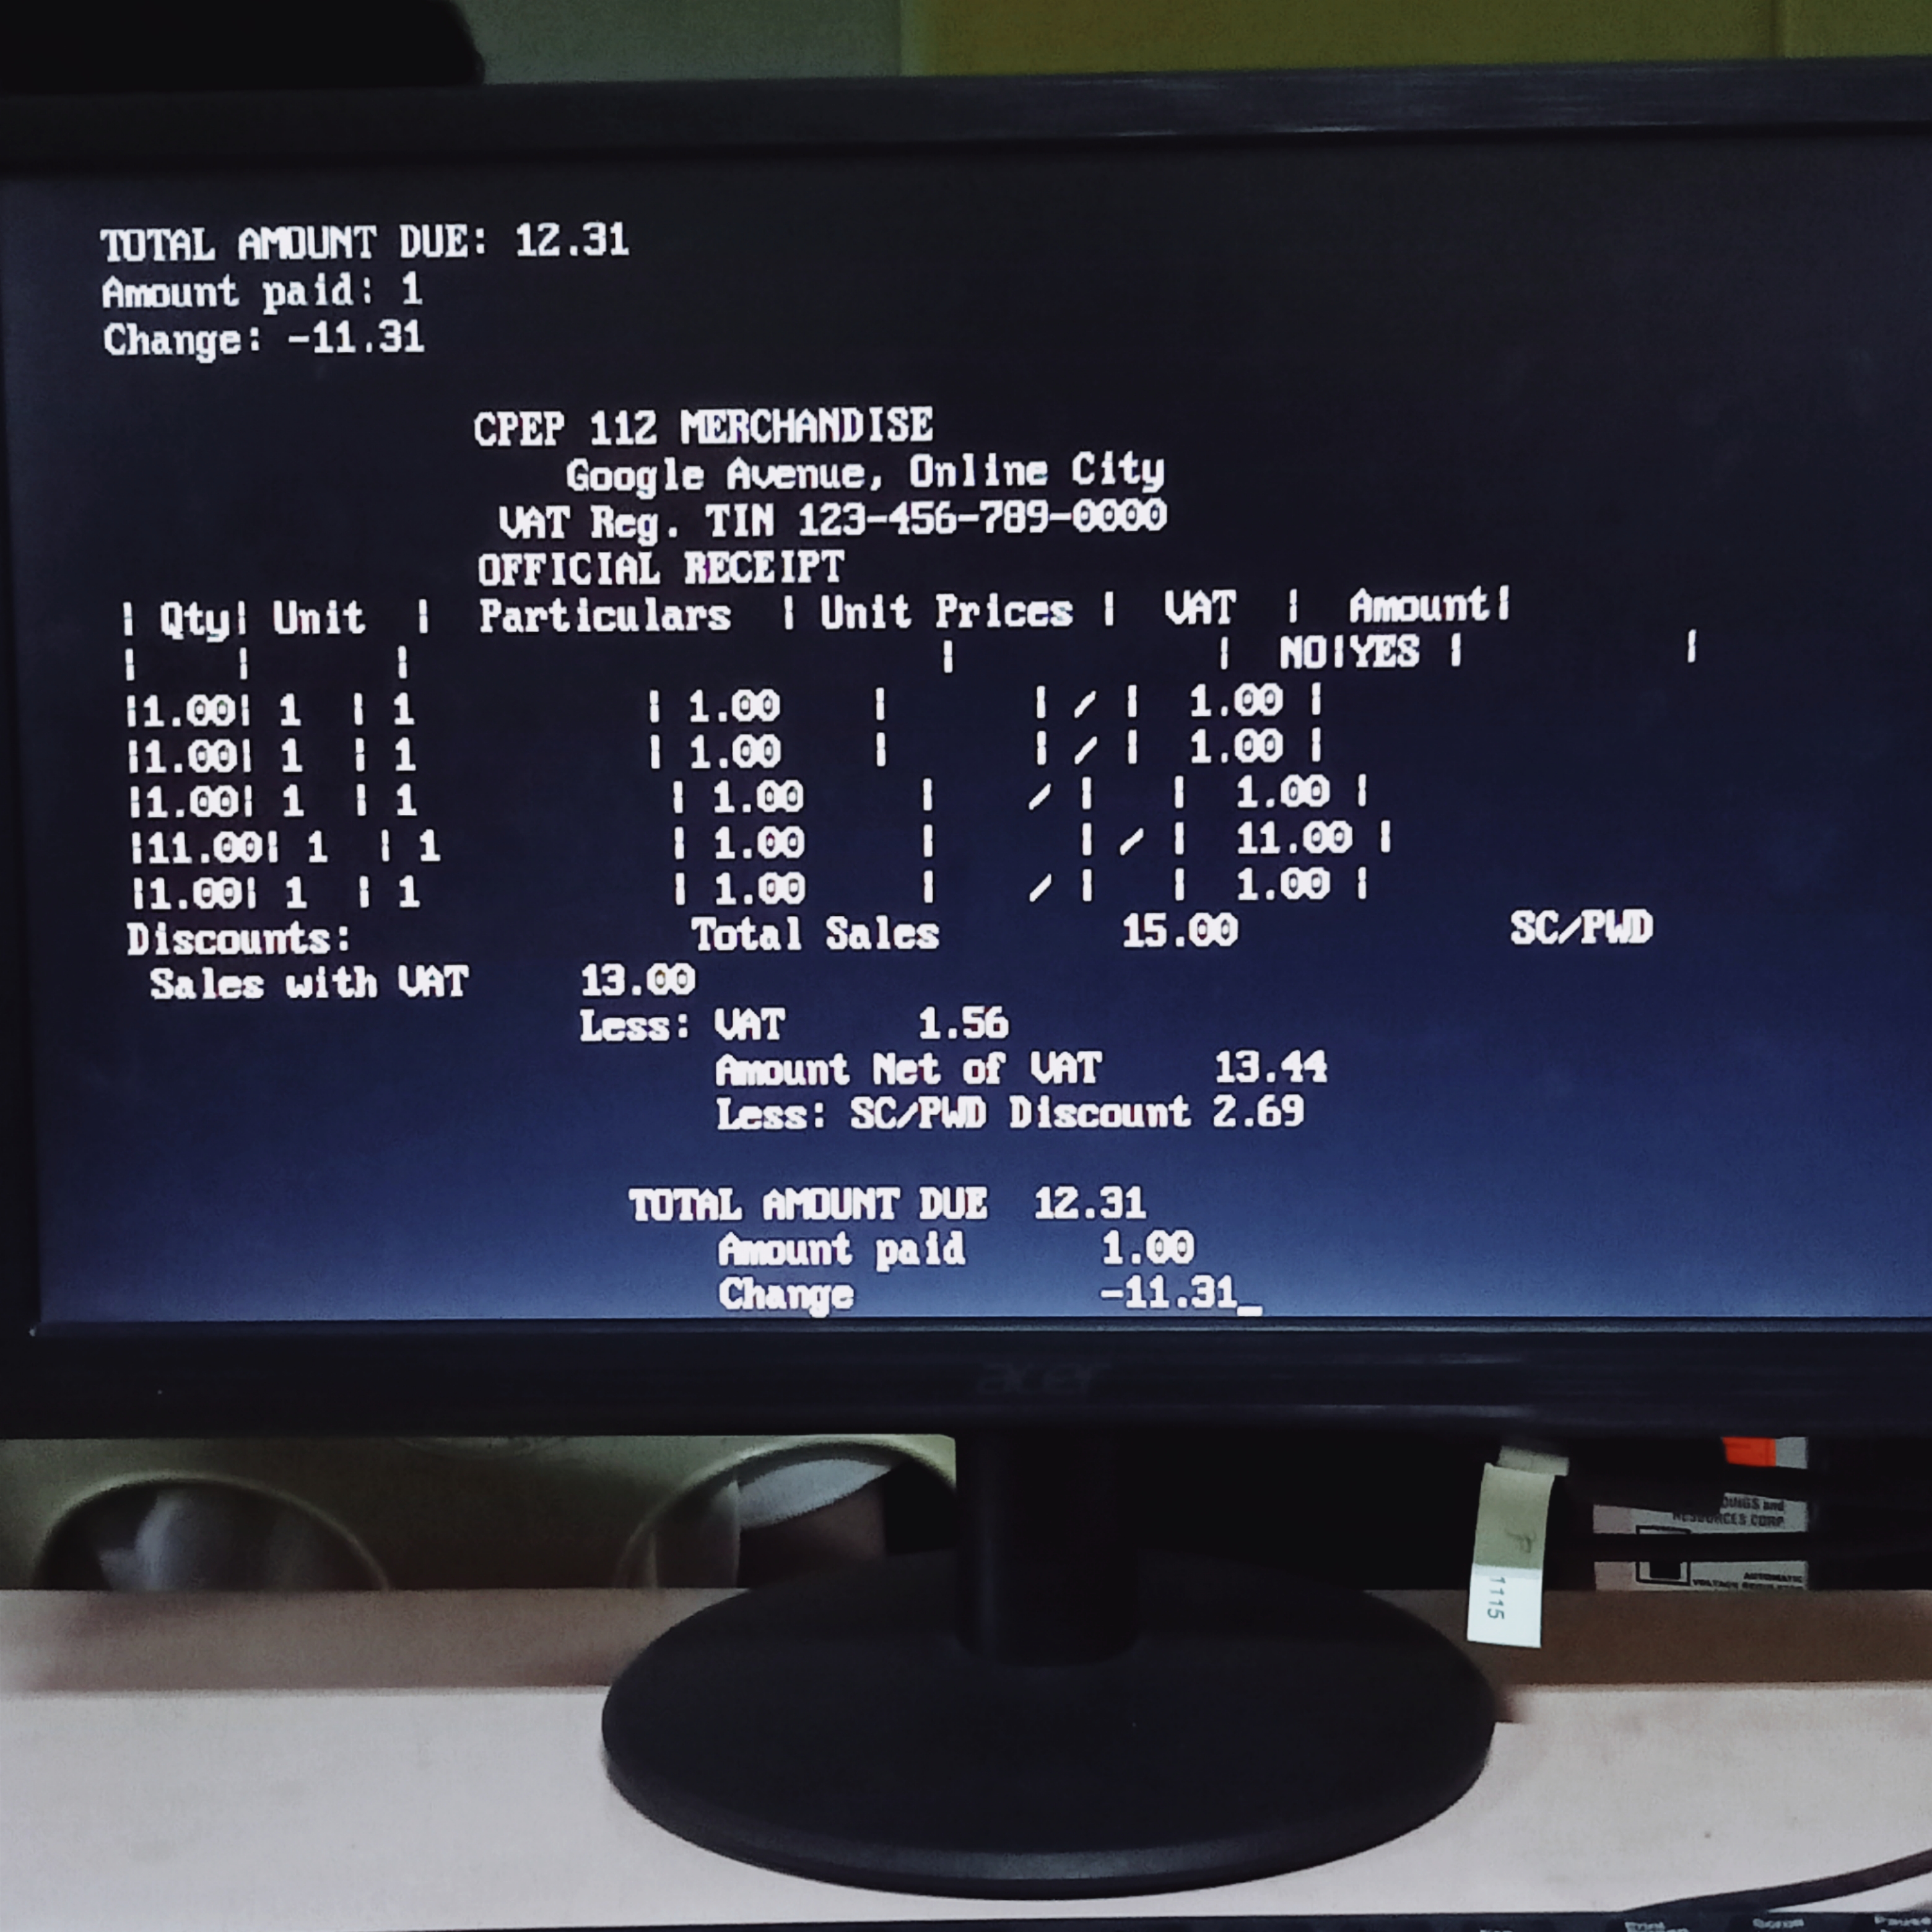 TOTAL AMOUNT DUE: 12.31
Amount paid: 1
Change: -11.31
CPEP 112 MERCHANDISE
Google Avenue, Online City
VAT Reg. TIN 123-456-789-0000
OFFICIAL RECEIPT
| Qty| Unit | Particulars | Unit Prices | VAT | Amount|
| | | | | NO|YES | |
|1.00| 1 | 1 | 1.00 | | / | 1.00 |
|1.00| 1 | 1 | 1.00 | | / | 1.00 |
|1.00| 1 | 1 | 1.00 | / | | 1.00 |
|11.00| 1 | 1 | 1.00 | | / | 11.00 |
|1.00| 1 | 1 | 1.00 | / | | 1.00 |
Discounts: Total Sales 15.00 SC/PWD
Sales with VAT 13.00
Less: VAT 1.56
Amount Net of VAT 13.44
Less: SC/PWD Discount 2.69
TOTAL AMOUNT DUE 12.31
Amount paid 1.00
Change -11.31_
acer
DINGS and
RESOURCES CORP
AUTOMATIC
1115